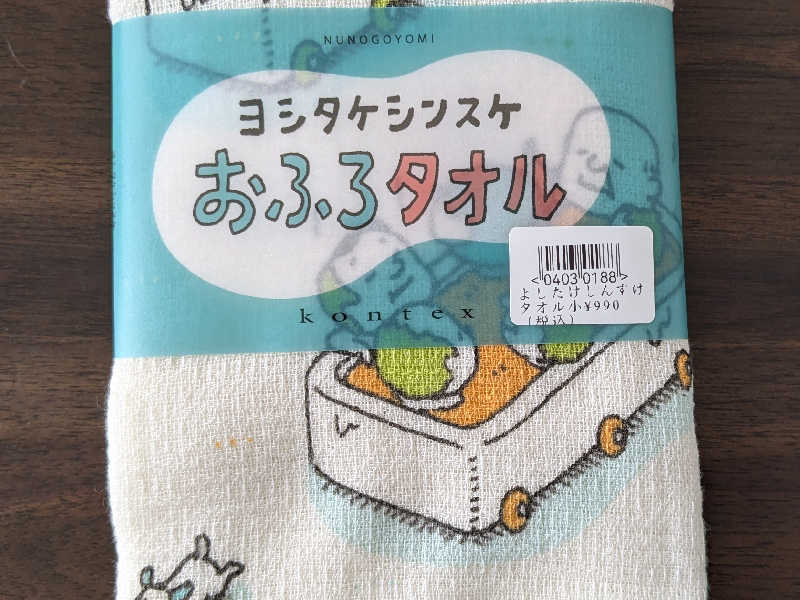 NUNOGOYOMI
ヨシタケシンスケ
おふろタオル
<0403 0188>
よしたけしんすけ
タオル小¥990
(税込)
kontex